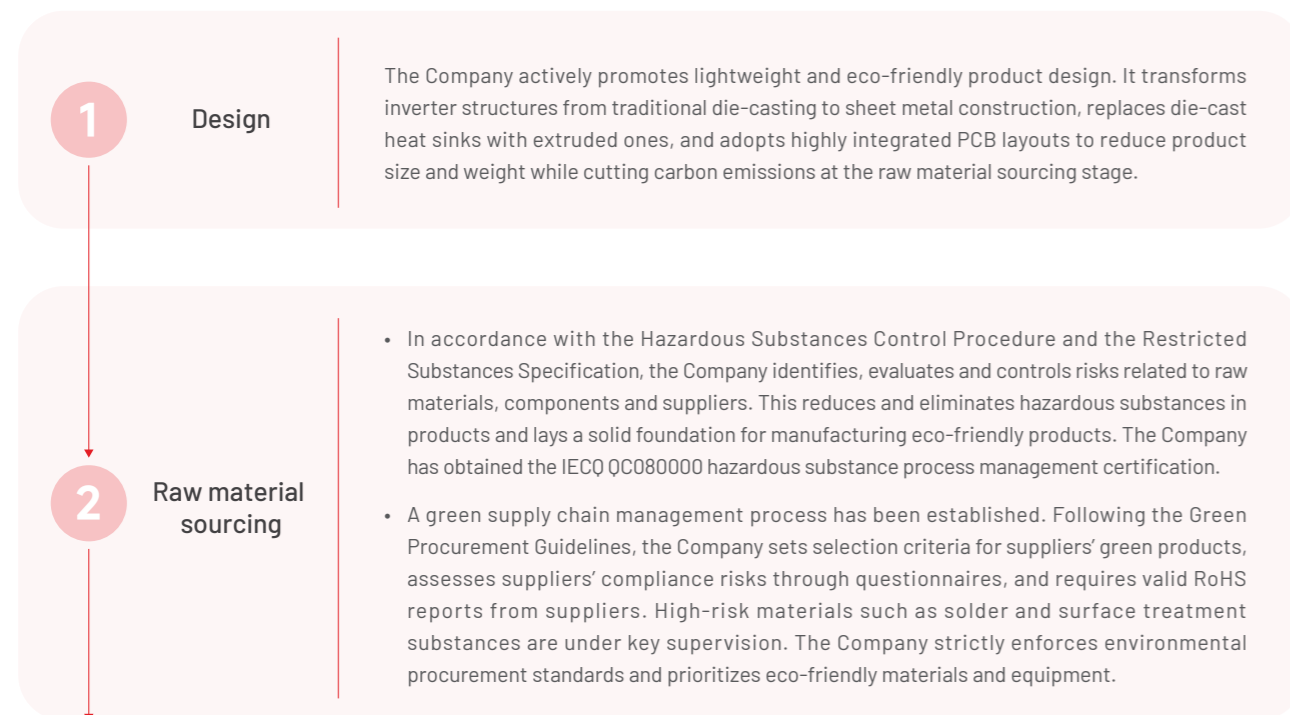 1
Design
The Company actively promotes lightweight and eco-friendly product design. It transforms
inverter structures from traditional die-casting to sheet metal construction, replaces die-cast
heat sinks with extruded ones, and adopts highly integrated PCB layouts to reduce product
size and weight while cutting carbon emissions at the raw material sourcing stage.
2
Raw material
sourcing
• In accordance with the Hazardous Substances Control Procedure and the Restricted
Substances Specification, the Company identifies, evaluates and controls risks related to raw
materials, components and suppliers. This reduces and eliminates hazardous substances in
products and lays a solid foundation for manufacturing eco-friendly products. The Company
has obtained the IECQ QC080000 hazardous substance process management certification.
• A green supply chain management process has been established. Following the Green
Procurement Guidelines, the Company sets selection criteria for suppliers’ green products,
assesses suppliers’ compliance risks through questionnaires, and requires valid RoHS
reports from suppliers. High-risk materials such as solder and surface treatment
substances are under key supervision. The Company strictly enforces environmental
procurement standards and prioritizes eco-friendly materials and equipment.